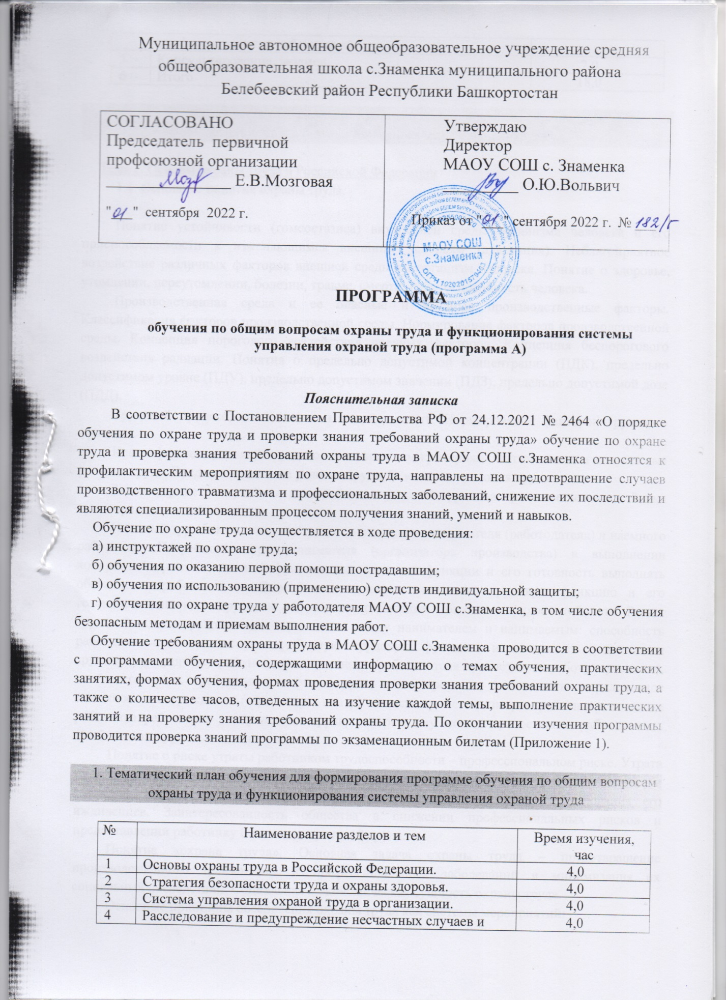 Муниципальное автономное общеобразовательное учреждение средняя
общеобразовательная школа с.Знаменка муниципального района
Белебеевский район Республики Башкортостан
СОГЛАСОВАНО
Председатель первичной
профсоюзной организации
Е.В.Мозговая
"01" сентября 2022 г.
Утверждаю
Директор
МАОУ СОШ с. Знаменка
О.Ю.Вольвич
Приказ от "01" сентября 2022 г. № 182/г
МАОУ СОШ
с.Знаменка
ОГРН 1020201579403
ПРОГРАММА
обучения по общим вопросам охраны труда и функционирования системы
управления охраной труда (программа А)
Пояснительная записка
В соответствии с Постановлением Правительства РФ от 24.12.2021 № 2464 «О порядке
обучения по охране труда и проверки знания требований охраны труда» обучение по охране
труда и проверка знания требований охраны труда в МАОУ СОШ с.Знаменка относятся к
профилактическим мероприятиям по охране труда, направлены на предотвращение случаев
производственного травматизма и профессиональных заболеваний, снижение их последствий и
являются специализированным процессом получения знаний, умений и навыков.
Обучение по охране труда осуществляется в ходе проведения:
а) инструктажей по охране труда;
б) обучения по оказанию первой помощи пострадавшим;
в) обучения по использованию (применению) средств индивидуальной защиты;
г) обучения по охране труда у работодателя МАОУ СОШ с.Знаменка, в том числе обучения
безопасным методам и приемам выполнения работ.
Обучение требованиям охраны труда в МАОУ СОШ с.Знаменка проводится в соответствии
с программами обучения, содержащими информацию о темах обучения, практических
занятиях, формах обучения, формах проведения проверки знания требований охраны труда, а
также о количестве часов, отведенных на изучение каждой темы, выполнение практических
занятий и на проверку знания требований охраны труда. По окончании изучения программы
проводится проверка знаний программы по экзаменационным билетам (Приложение 1).
1. Тематический план обучения для формирования программе обучения по общим вопросам
охраны труда и функционирования системы управления охраной труда
№ Наименование разделов и тем Время изучения,
час
1 Основы охраны труда в Российской Федерации. 4,0
2 Стратегия безопасности труда и охраны здоровья. 4,0
3 Система управления охраной труда в организации. 4,0
4 Расследование и предупреждение несчастных случаев и 4,0